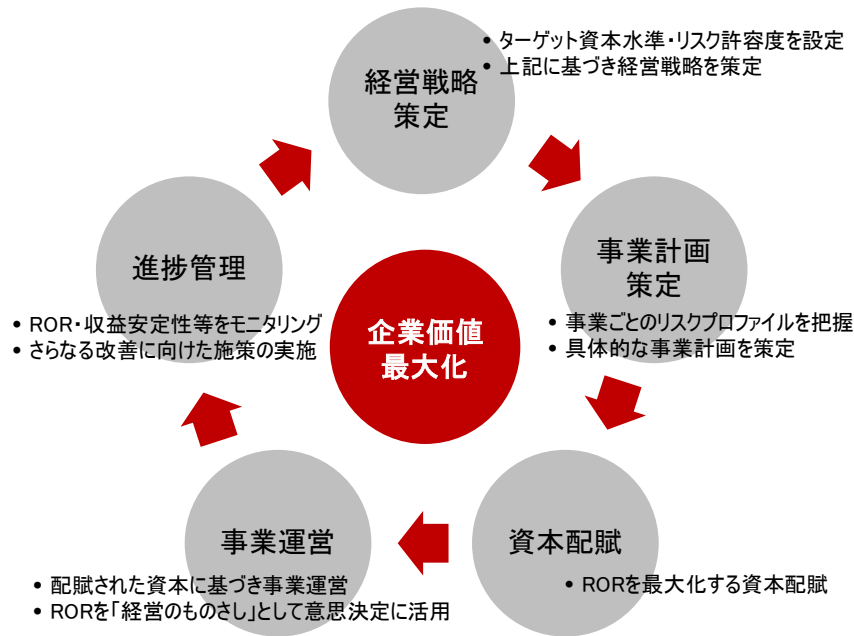 経営戦略
策定
• ターゲット資本水準・リスク許容度を設定
• 上記に基づき経営戦略を策定
事業計画
策定
• 事業ごとのリスクプロファイルを把握
• 具体的な事業計画を策定
資本配賦
• RORを最大化する資本配賦
事業運営
• 配賦された資本に基づき事業運営
• RORを「経営のものさし」として意思決定に活用
進捗管理
• ROR・収益安定性等をモニタリング
• さらなる改善に向けた施策の実施
企業価値
最大化